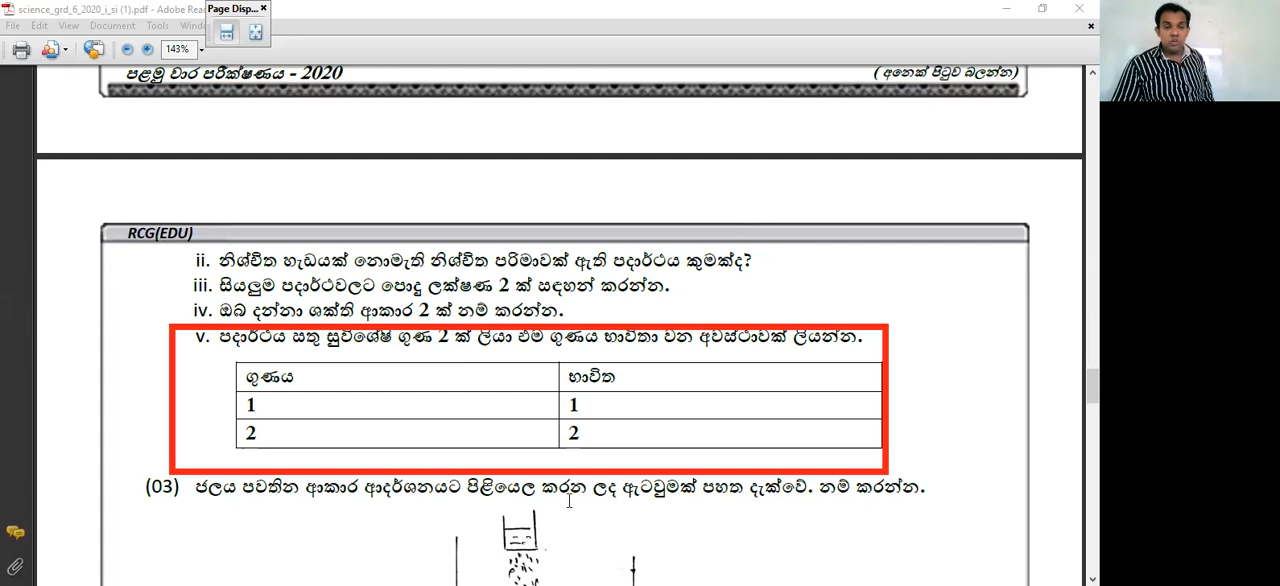 science_grd_6_2020_i_si (1).pdf - Adobe Rea
Page Disp...
File Edit View Document Tools
143%
පළමු වාර පරීක්ෂණය - 2020
( අනෙක් පිටුව බලන්න)
RCG(EDU)
ii. නිශ්චිත හැඩයක් නොමැති නිශ්චිත පරිමාවක් ඇති පදාර්ථය කුමක්ද?
iii. සියලුම පදාර්ථවලට පොදු ලක්ෂණ 2 ක් සඳහන් කරන්න.
iv. ඔබ දන්නා ශක්ති ආකාර 2 ක් නම් කරන්න.
v. පදාර්ථය සතු සුවිශේෂි ගුණ 2 ක් ලියා එම ගුණය භාවිතා වන අවස්ථාවක් ලියන්න.
ගුණය භාවිත
1 1
2 2
(03) ජලය පවතින ආකාර ආදර්ශනයට පිළියෙල කරන ලද ඇටවුමක් පහත දැක්වේ. නම් කරන්න.